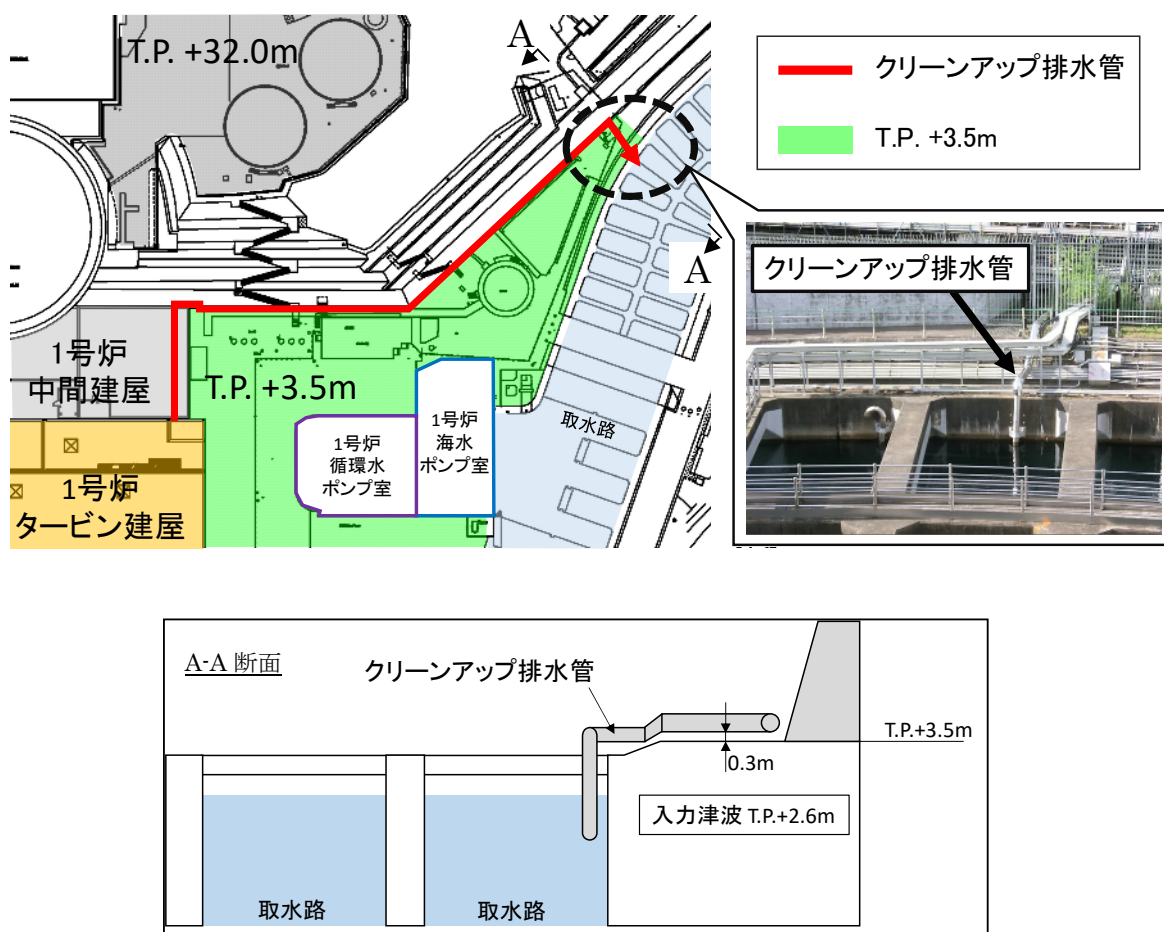 T.P. +32.0m
A
クリーンアップ排水管
T.P. +3.5m
A
クリーンアップ排水管
1号炉
中間建屋
T.P. +3.5m
1号炉
海水
ポンプ室
取水路
1号炉
循環水
ポンプ室
1号炉
タービン建屋
A-A 断面
クリーンアップ排水管
T.P.+3.5m
0.3m
入力津波 T.P.+2.6m
取水路
取水路